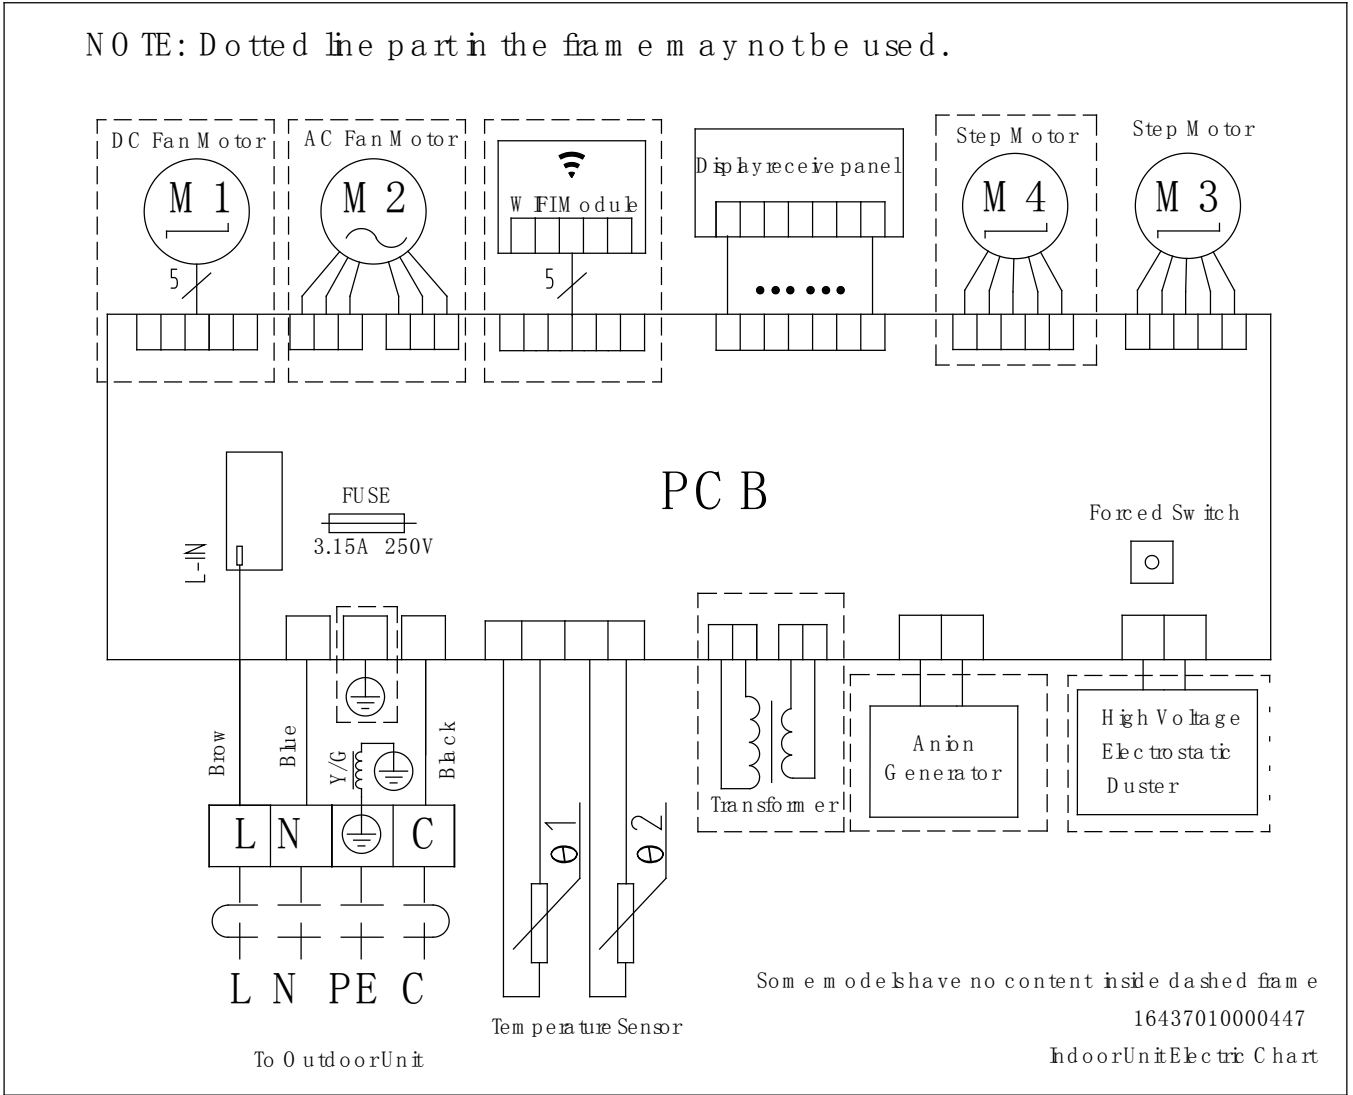 NOTE: Dotted line part in the frame may not be used.
DC Fan Motor
M1
5
AC Fan Motor
M2
WIFI Module
5
Display receive panel
Step Motor
M4
Step Motor
M3
PCB
L-IN
FUSE
3.15A 250V
Forced Switch
Brow
Blue
Y/G
Black
L N C
L N PE C
To Outdoor Unit
θ1
θ2
Temperature Sensor
Transformer
Anion
Generator
High Voltage
Electrostatic
Duster
Some models have no content inside dashed frame
16437010000447
Indoor Unit Electric Chart